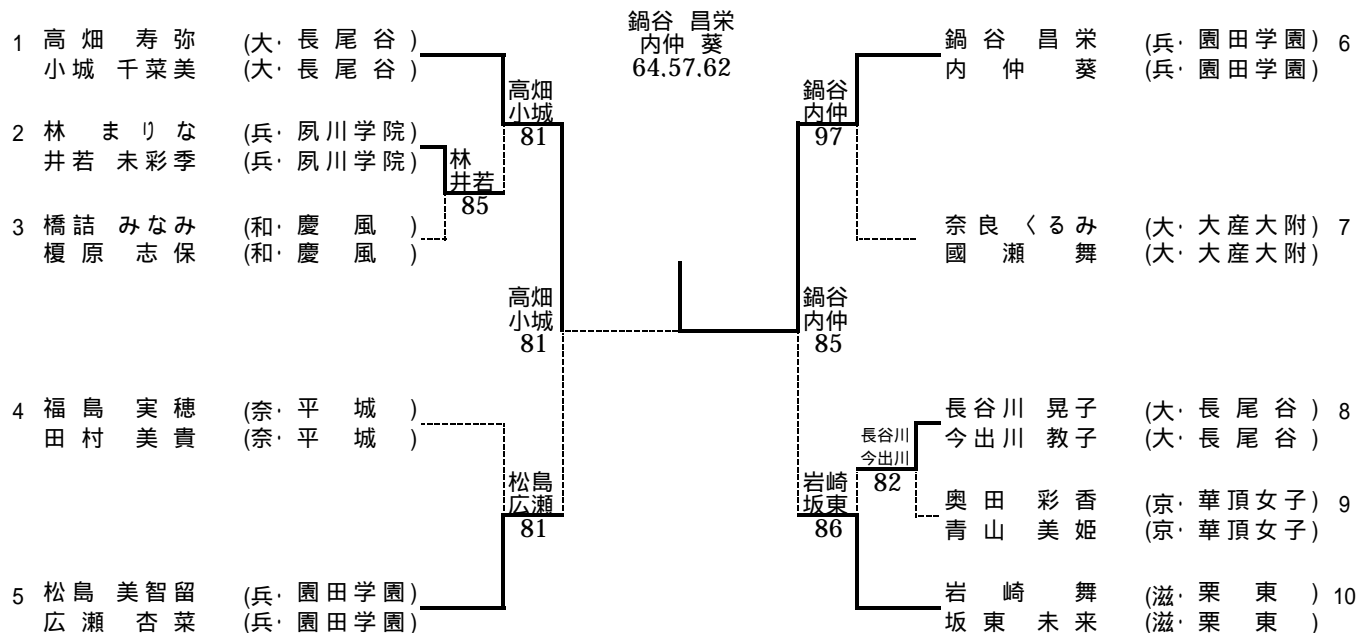 鍋谷 昌栄
内仲 葵
64,57,62
1 高畑 寿弥 (大・長尾谷)
小城 千菜美 (大・長尾谷)
高畑
小城
81
2 林 まりな (兵・夙川学院)
井若 未彩季 (兵・夙川学院)
林
井若
85
3 橋詰 みなみ (和・慶風)
榎原 志保 (和・慶風)
高畑
小城
81
4 福島 実穂 (奈・平城)
田村 美貴 (奈・平城)
松島
広瀬
81
5 松島 美智留 (兵・園田学園)
広瀬 杏菜 (兵・園田学園)
鍋谷 昌栄 (兵・園田学園) 6
内仲 葵 (兵・園田学園)
鍋谷
内仲
97
奈良 くるみ (大・大産大附) 7
國瀬 舞 (大・大産大附)
鍋谷
内仲
85
長谷川 晃子 (大・長尾谷) 8
今出川 教子 (大・長尾谷)
長谷川
今出川
82
奥田 彩香 (京・華頂女子) 9
青山 美姫 (京・華頂女子)
岩崎
坂東
86
岩崎 舞 (滋・栗東) 10
坂東 未来 (滋・栗東)